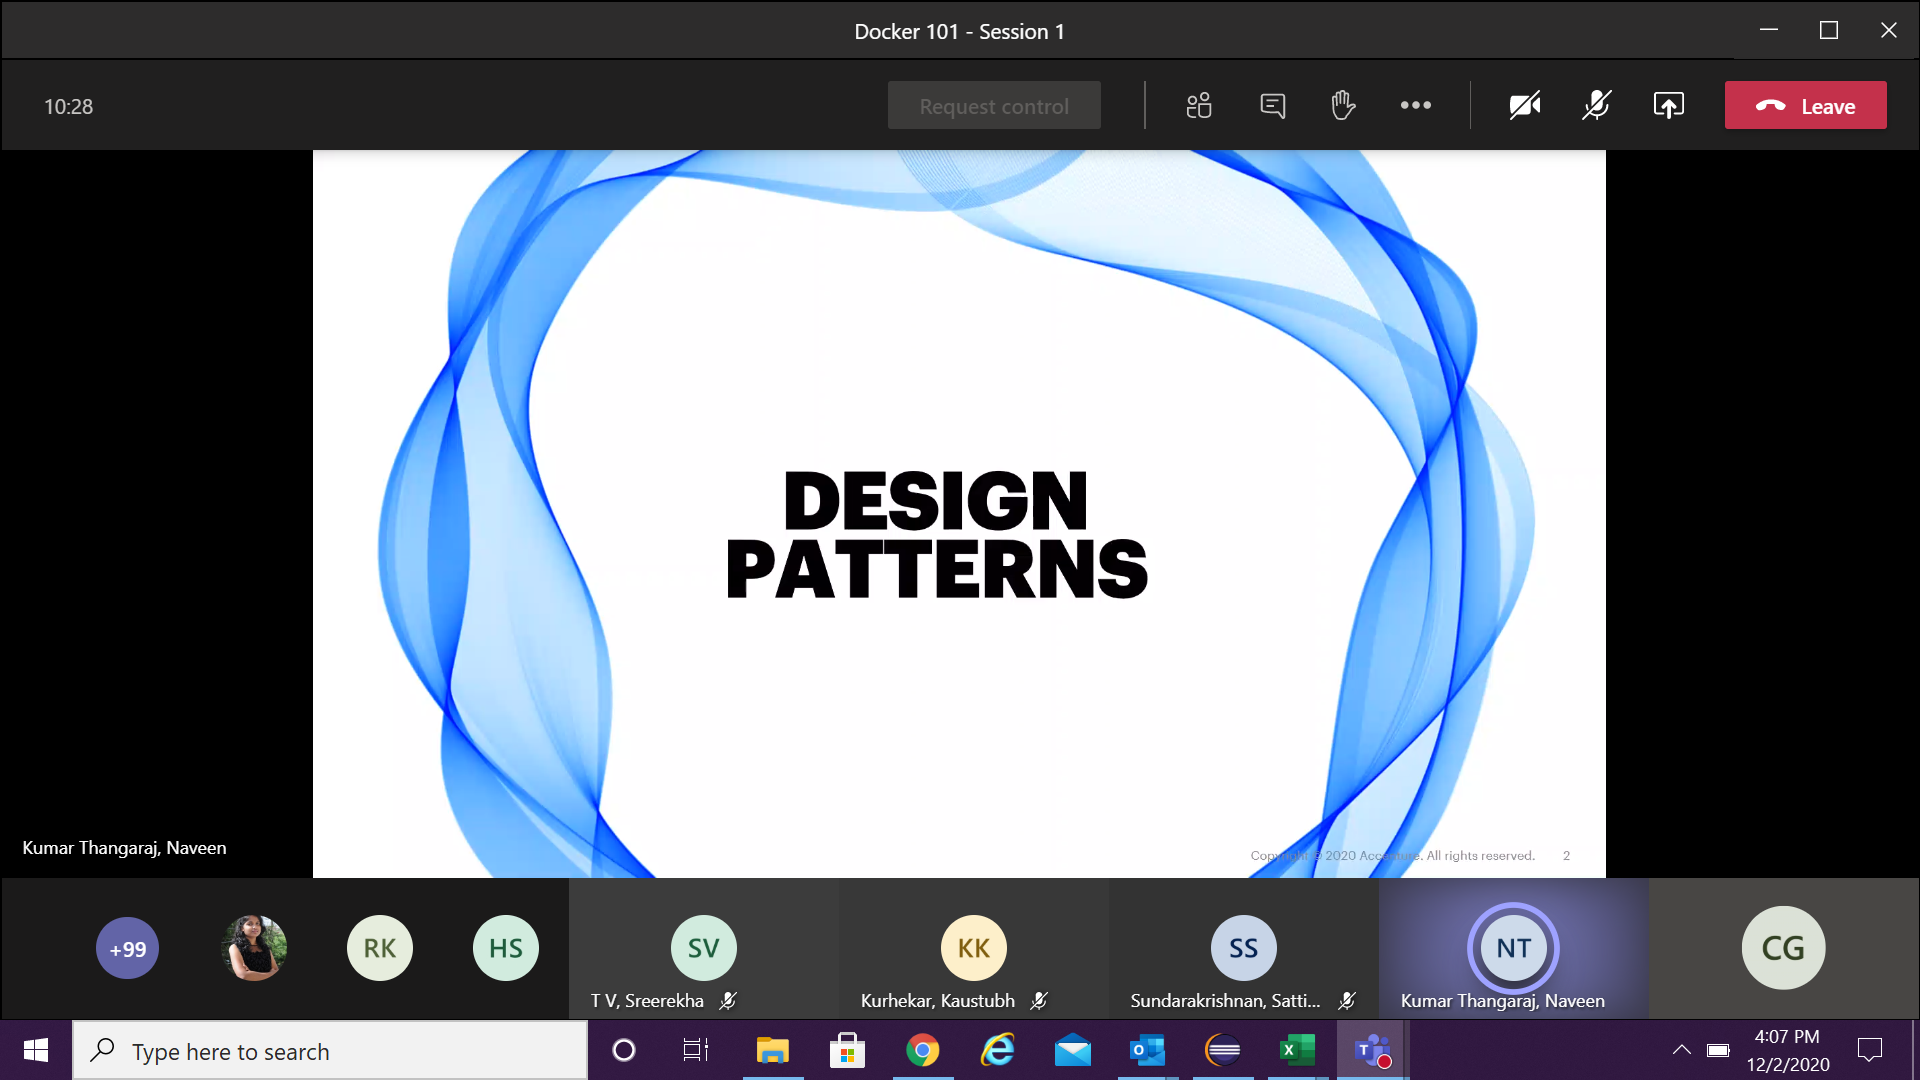 Docker 101 - Session 1
10:28
Request control
Leave
DESIGN
PATTERNS
Kumar Thangaraj, Naveen
Copyright © 2020 Accenture. All rights reserved. 2
+99
RK
HS
SV
KK
SS
NT
CG
T V, Sreerekha
Kurhekar, Kaustubh
Sundarakrishnan, Satti...
Kumar Thangaraj, Naveen
Type here to search
4:07 PM
12/2/2020